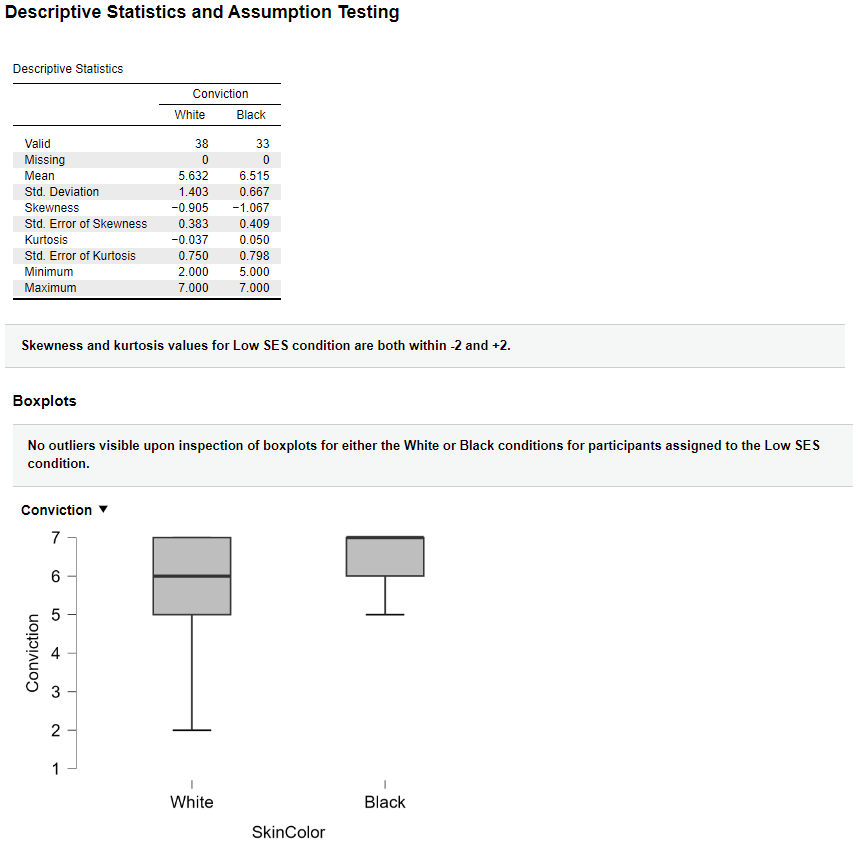 Descriptive Statistics and Assumption Testing
Descriptive Statistics
Conviction
White Black
Valid 38 33
Missing 0 0
Mean 5.632 6.515
Std. Deviation 1.403 0.667
Skewness −0.905 −1.067
Std. Error of Skewness 0.383 0.409
Kurtosis −0.037 0.050
Std. Error of Kurtosis 0.750 0.798
Minimum 2.000 5.000
Maximum 7.000 7.000
Skewness and kurtosis values for Low SES condition are both within -2 and +2.
Boxplots
No outliers visible upon inspection of boxplots for either the White or Black conditions for participants assigned to the Low SES
condition.
Conviction ▼
7
6
5
4
3
2
1
Conviction
White Black
SkinColor